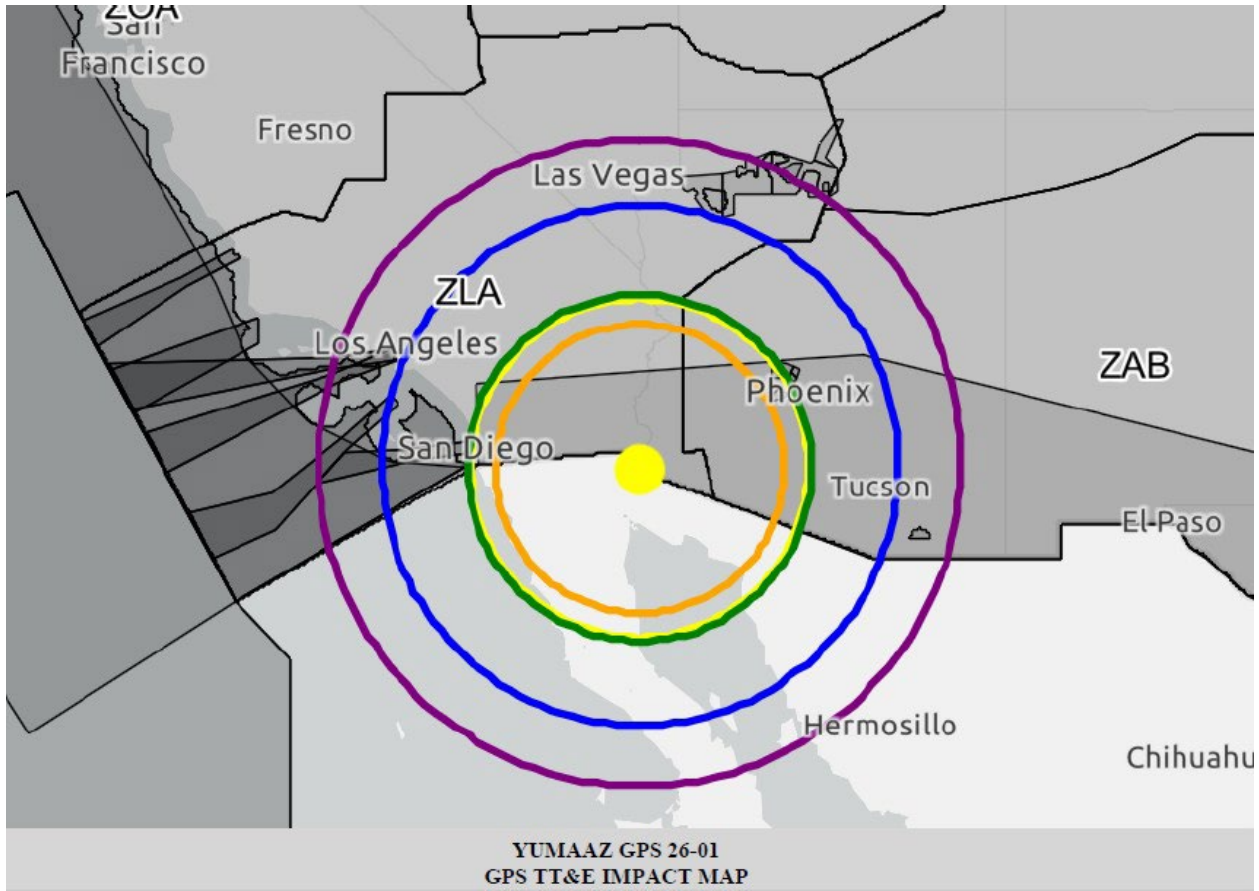 ZOA
San
Francisco
Fresno
Las Vegas
ZLA
Los Angeles
ZAB
Phoenix
San Diego
Tucson
El Paso
Hermosillo
Chihuahu
YUMAAZ GPS 26-01
GPS TT&E IMPACT MAP